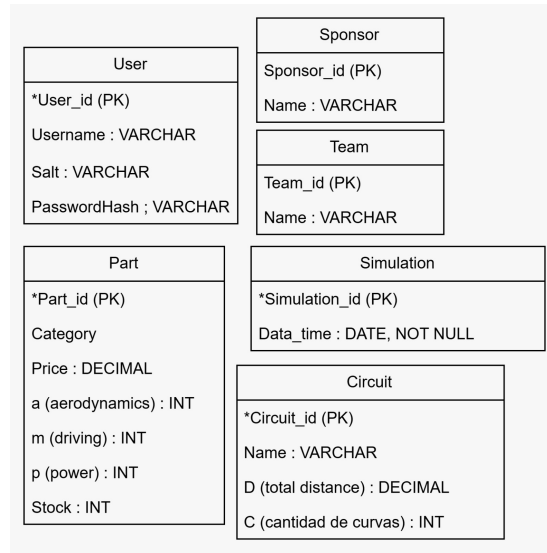 User
*User_id (PK)
Username : VARCHAR
Salt : VARCHAR
PasswordHash ; VARCHAR
Sponsor
Sponsor_id (PK)
Name : VARCHAR
Team
Team_id (PK)
Name : VARCHAR
Part
*Part_id (PK)
Category
Price : DECIMAL
a (aerodynamics) : INT
m (driving) : INT
p (power) : INT
Stock : INT
Simulation
*Simulation_id (PK)
Data_time : DATE, NOT NULL
Circuit
*Circuit_id (PK)
Name : VARCHAR
D (total distance) : DECIMAL
C (cantidad de curvas) : INT